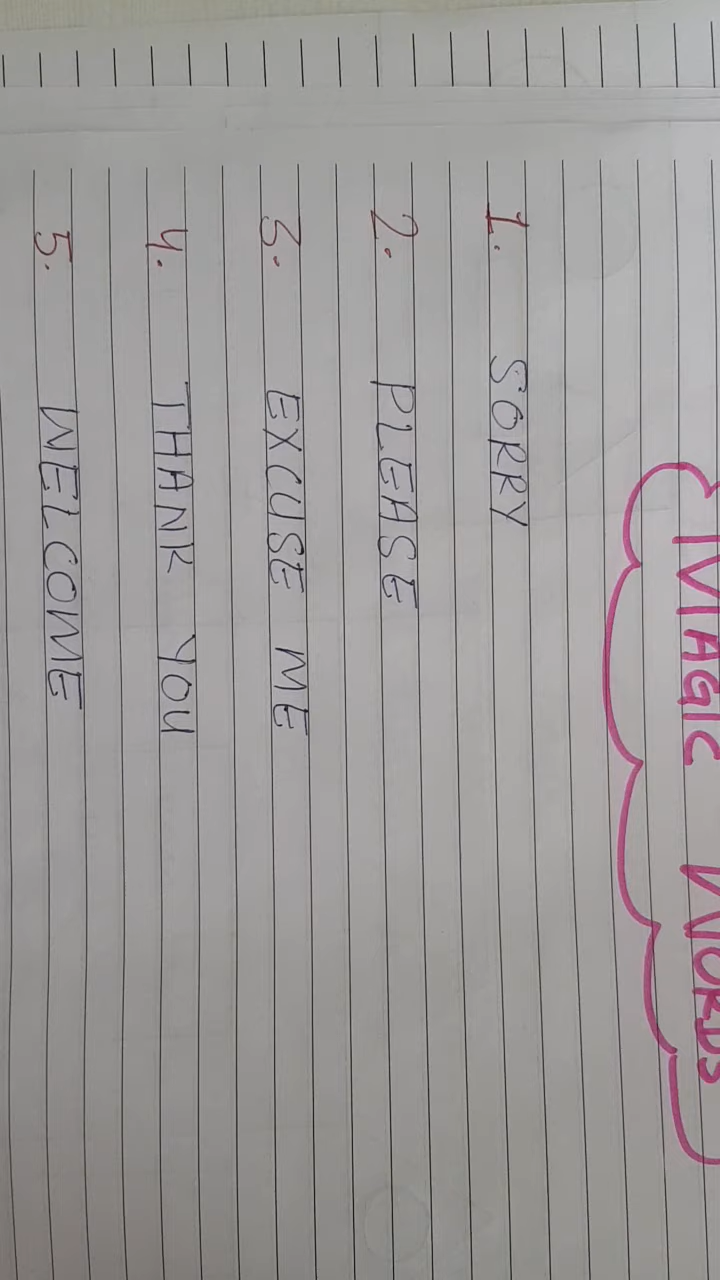 MAGIC WORDS
1. SORRY
2. PLEASE
3. EXCUSE ME
4. THANK YOU
5. WELCOME